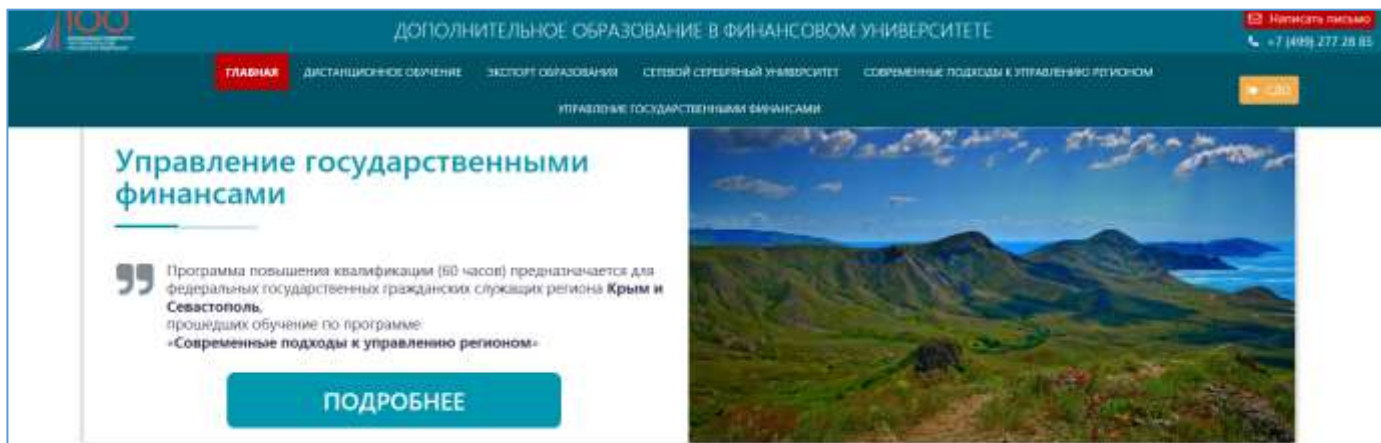 100
ДОПОЛНИТЕЛЬНОЕ ОБРАЗОВАНИЕ В ФИНАНСОВОМ УНИВЕРСИТЕТЕ
Написать письмо
+7 (499) 277 28 85
ГЛАВНАЯ ДИСТАНЦИОННОЕ ОБУЧЕНИЕ ЭКСПОРТ ОБРАЗОВАНИЯ СЕТЕВОЙ СЕРЕБРЯНЫЙ УНИВЕРСИТЕТ СОВРЕМЕННЫЕ ПОДХОДЫ К УПРАВЛЕНИЮ РЕГИОНОМ
УПРАВЛЕНИЕ ГОСУДАРСТВЕННЫМИ ФИНАНСАМИ
Управление государственными
финансами
Программа повышения квалификации (60 часов) предназначается для
федеральных государственных гражданских служащих региона Крым и
Севастополь,
прошедших обучение по программе
«Современные подходы к управлению регионом»
ПОДРОБНЕЕ